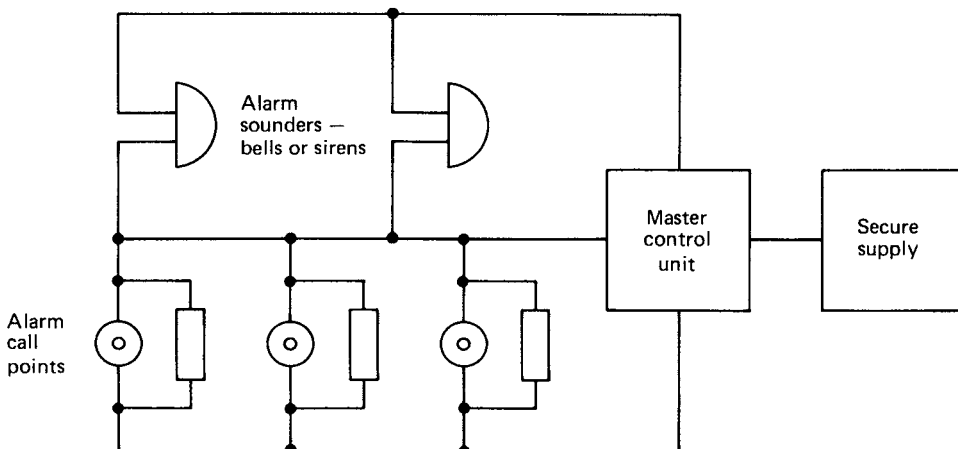 Alarm
sounders —
bells or sirens
Master
control
unit
Secure
supply
Alarm
call
points